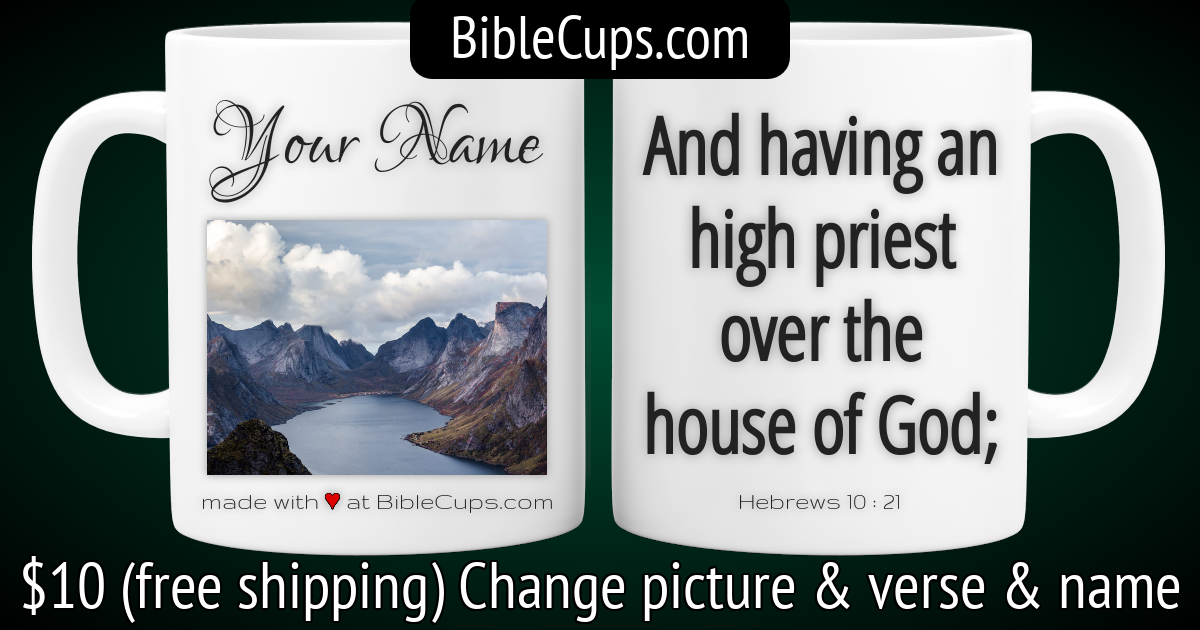 BibleCups.com
Your Name
made with ♥ at BibleCups.com
And having an
high priest
over the
house of God;
Hebrews 10 : 21
$10 (free shipping) Change picture & verse & name